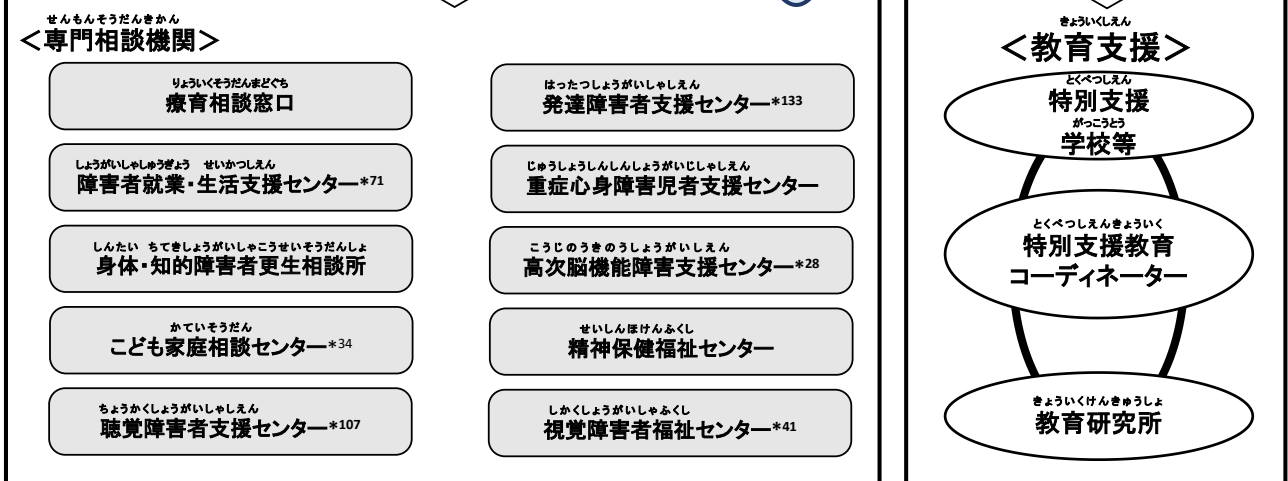 せんもんそうだんきかん
＜専門相談機関＞
りょういくそうだんまどぐち
療育相談窓口
しょうがいしゃしゅうぎょう　せいかつしえん
障害者就業・生活支援センター*71
しんたい　ちてきしょうがいしゃこうせいそうだんしょ
身体・知的障害者更生相談所
かていそうだん
こども家庭相談センター*34
ちょうかくしょうがいしゃしえん
聴覚障害者支援センター*107
はったつしょうがいしゃしえん
発達障害者支援センター*133
じゅうしょうしんしんしょうがいじしゃしえん
重症心身障害児者支援センター
こうじのうきのうしょうがいしえん
高次脳機能障害支援センター*28
せいしんほけんふくし
精神保健福祉センター
しかくしょうがいしゃふくし
視覚障害者福祉センター*41
きょういくしえん
＜教育支援＞
とくべつしえん
特別支援
がっこうとう
学校等
とくべつしえんきょういく
特別支援教育
コーディネーター
きょういくけんきゅうしょ
教育研究所